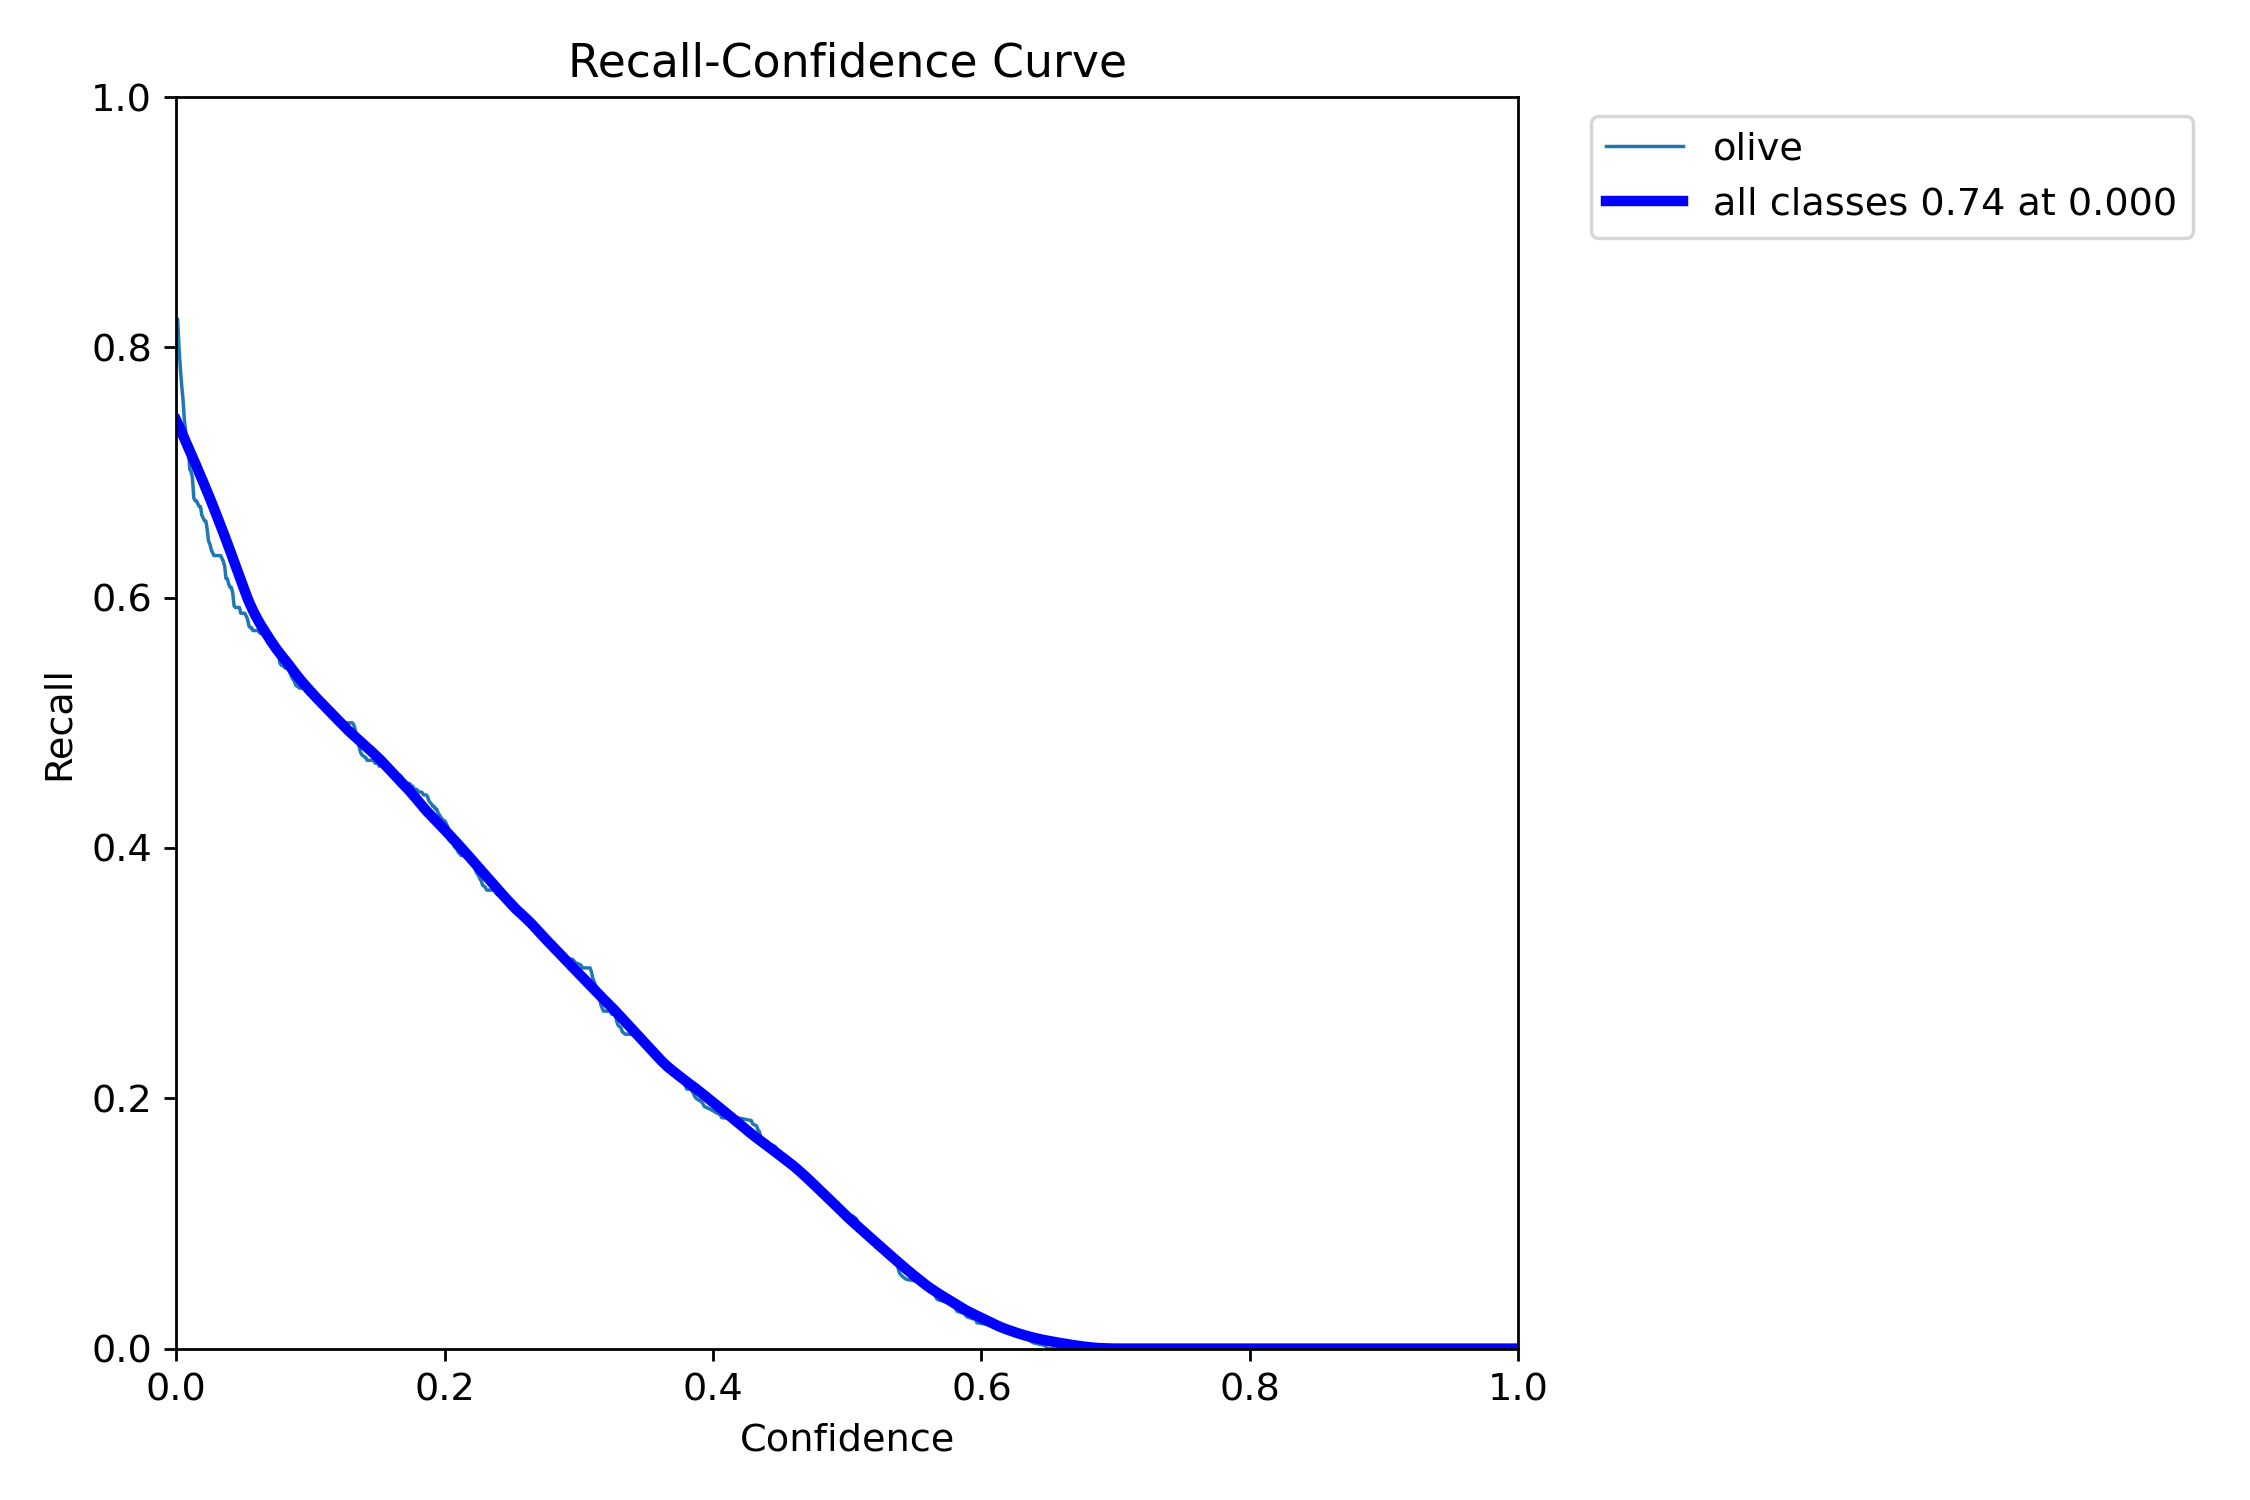 Recall-Confidence Curve
1.0
0.8
0.6
0.4
0.2
0.0
Recall
0.0 0.2 0.4 0.6 0.8 1.0
Confidence
olive
all classes 0.74 at 0.000